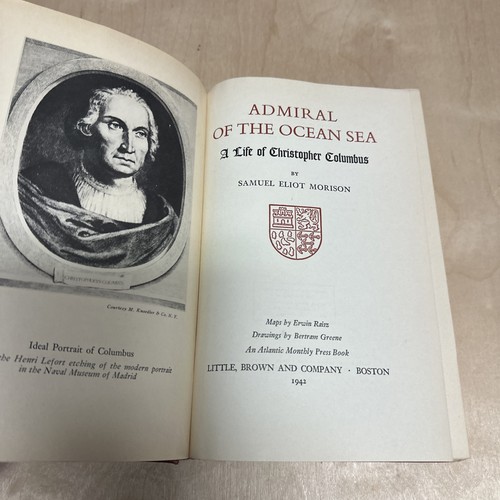 Courtesy M. Knoedler & Co. N. Y.
Ideal Portrait of Columbus
the Henri Lefort etching of the modern portrait
in the Naval Museum of Madrid
ADMIRAL
OF THE OCEAN SEA
A Life of Christopher Columbus
BY
SAMUEL ELIOT MORISON
Maps by Erwin Raisz
Drawings by Bertram Greene
An Atlantic Monthly Press Book
LITTLE, BROWN AND COMPANY · BOSTON
1942